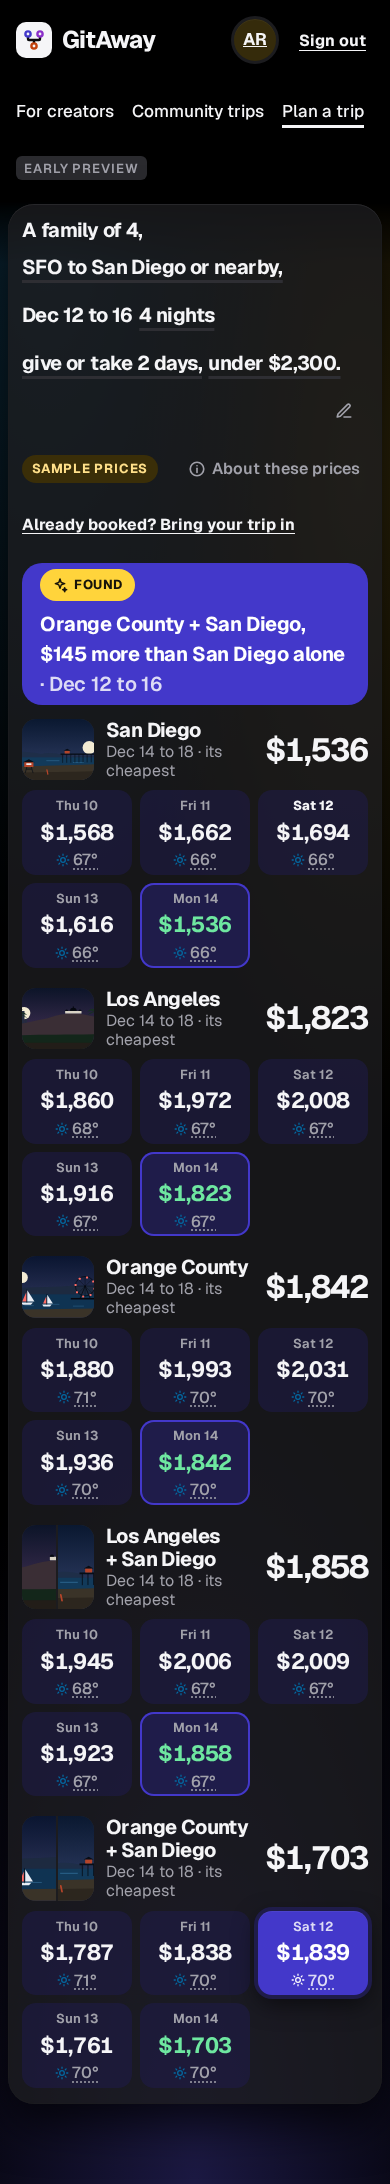 GitAway
AR
Sign out
For creators
Community trips
Plan a trip
EARLY PREVIEW
A family of 4,
SFO to San Diego or nearby,
Dec 12 to 16 4 nights
give or take 2 days, under $2,300.
SAMPLE PRICES
About these prices
Already booked? Bring your trip in
FOUND
Orange County + San Diego,
$145 more than San Diego alone
· Dec 12 to 16
San Diego
Dec 14 to 18 · its
cheapest
$1,536
Thu 10
$1,568
67°
Fri 11
$1,662
66°
Sat 12
$1,694
66°
Sun 13
$1,616
66°
Mon 14
$1,536
66°
Los Angeles
Dec 14 to 18 · its
cheapest
$1,823
Thu 10
$1,860
68°
Fri 11
$1,972
67°
Sat 12
$2,008
67°
Sun 13
$1,916
67°
Mon 14
$1,823
67°
Orange County
Dec 14 to 18 · its
cheapest
$1,842
Thu 10
$1,880
71°
Fri 11
$1,993
70°
Sat 12
$2,031
70°
Sun 13
$1,936
70°
Mon 14
$1,842
70°
Los Angeles
+ San Diego
Dec 14 to 18 · its
cheapest
$1,858
Thu 10
$1,945
68°
Fri 11
$2,006
67°
Sat 12
$2,009
67°
Sun 13
$1,923
67°
Mon 14
$1,858
67°
Orange County
+ San Diego
Dec 14 to 18 · its
cheapest
$1,703
Thu 10
$1,787
71°
Fri 11
$1,838
70°
Sat 12
$1,839
70°
Sun 13
$1,761
70°
Mon 14
$1,703
70°